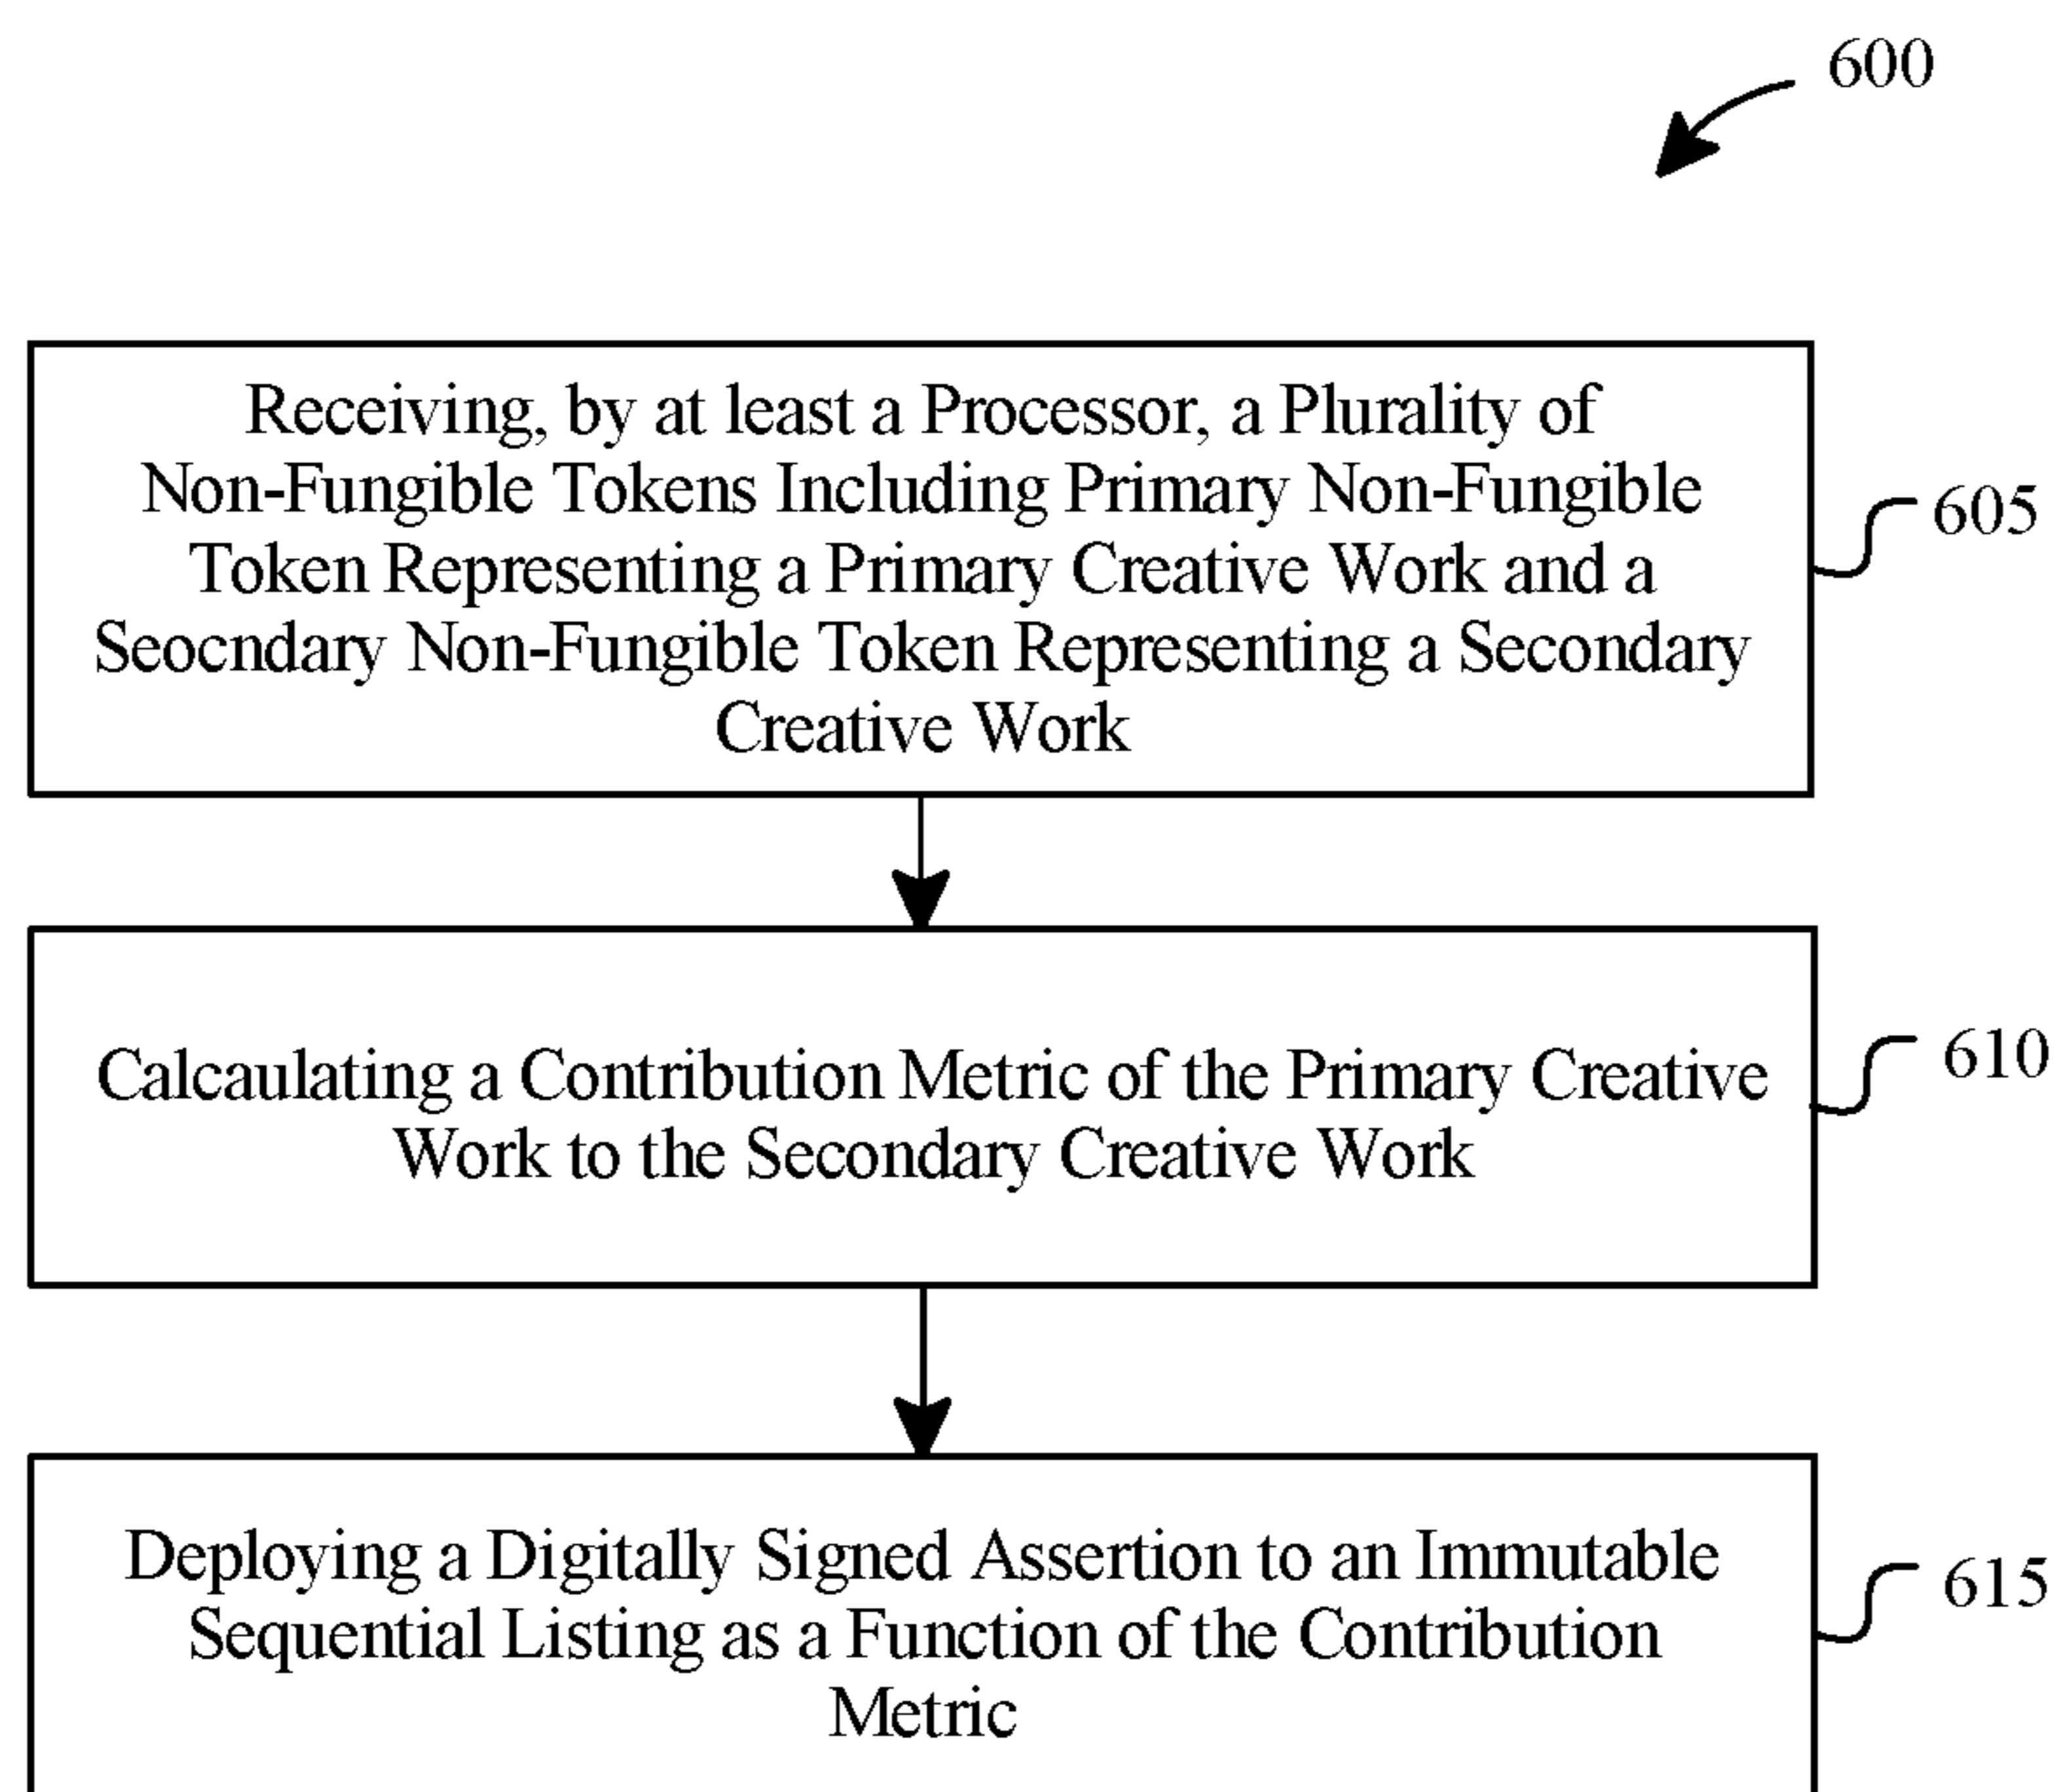 600
Receiving, by at least a Processor, a Plurality of
Non-Fungible Tokens Including Primary Non-Fungible
Token Representing a Primary Creative Work and a
Seocndary Non-Fungible Token Representing a Secondary
Creative Work
605
Calcaulating a Contribution Metric of the Primary Creative
Work to the Secondary Creative Work
610
Deploying a Digitally Signed Assertion to an Immutable
Sequential Listing as a Function of the Contribution
Metric
615